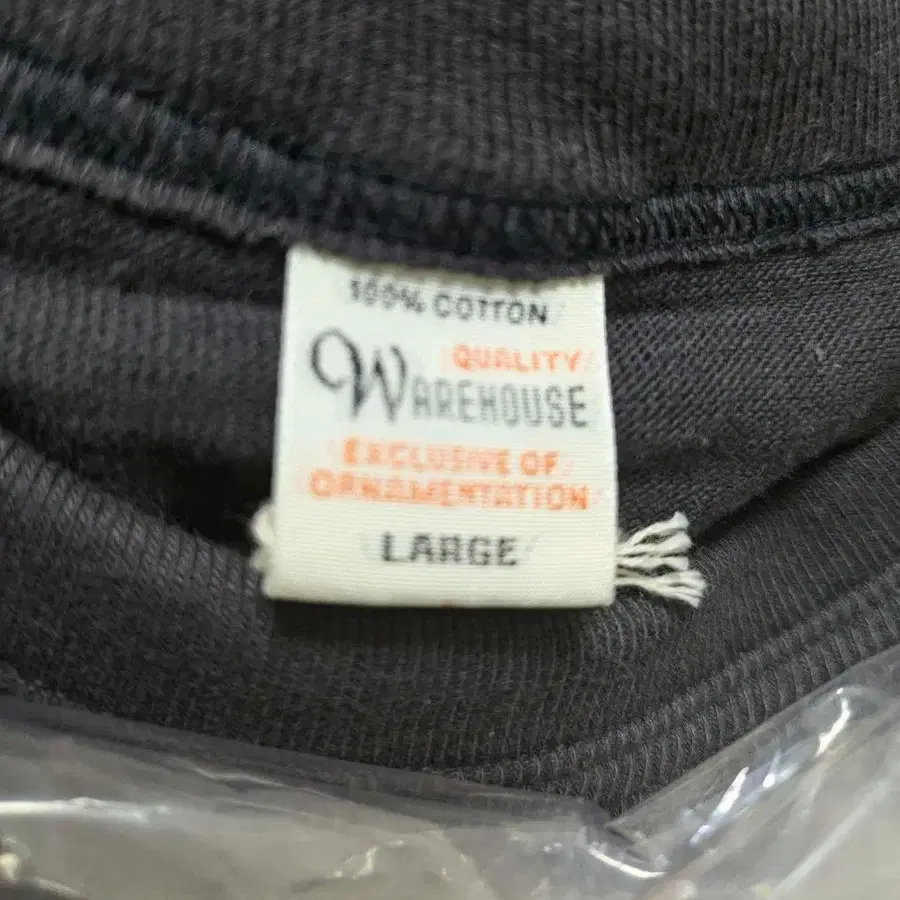 100% COTTON
QUALITY
WAREHOUSE
EXCLUSIVE OF
ORNAMENTATION
LARGE